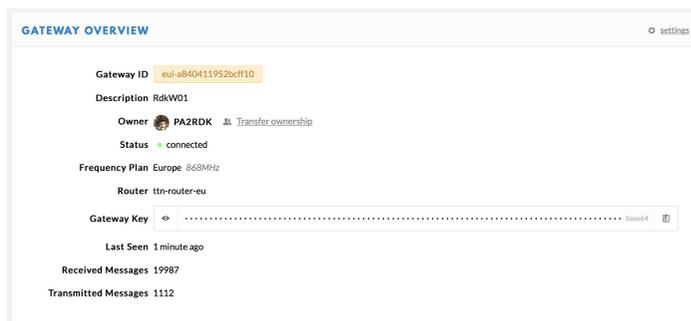 GATEWAY OVERVIEW
settings
Gateway ID eui-a840411952bcff10
Description RdkW01
Owner PA2RDK Transfer ownership
Status connected
Frequency Plan Europe 868MHz
Router ttn-router-eu
Gateway Key base64
Last Seen 1 minute ago
Received Messages 19987
Transmitted Messages 1112